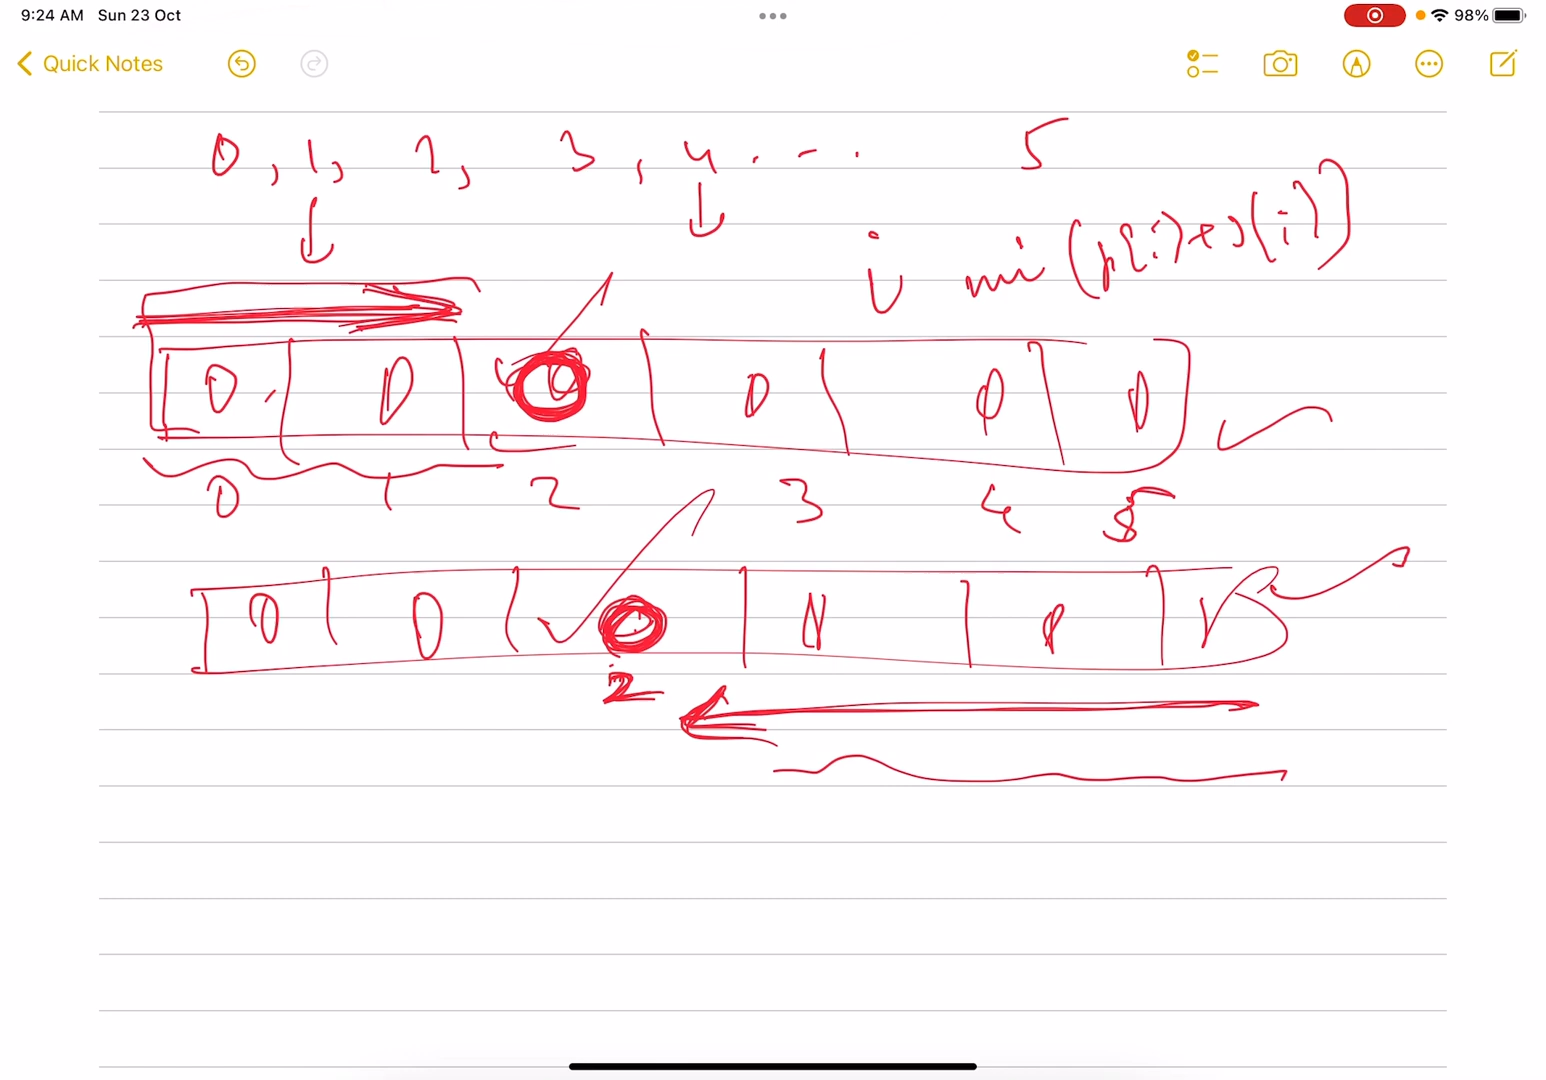 9:24 AM Sun 23 Oct
98%
Quick Notes
0, 1, 2, 3, 4 . - . 5
i mi (p[i] + s[i])
0 0 0 0 0 0
0 1 2 3 4 5
0 0 0 0 0
2